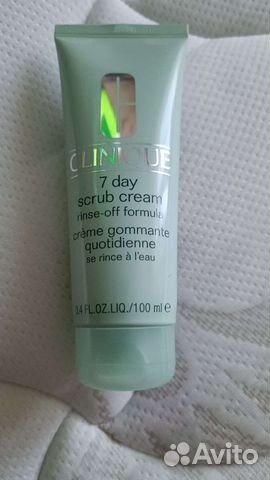 CLINIQUE
7 day
scrub cream
rinse-off formula
crème gommante
quotidienne
se rince à l'eau
3.4 FL.OZ.LIQ./100 ml e
Avito